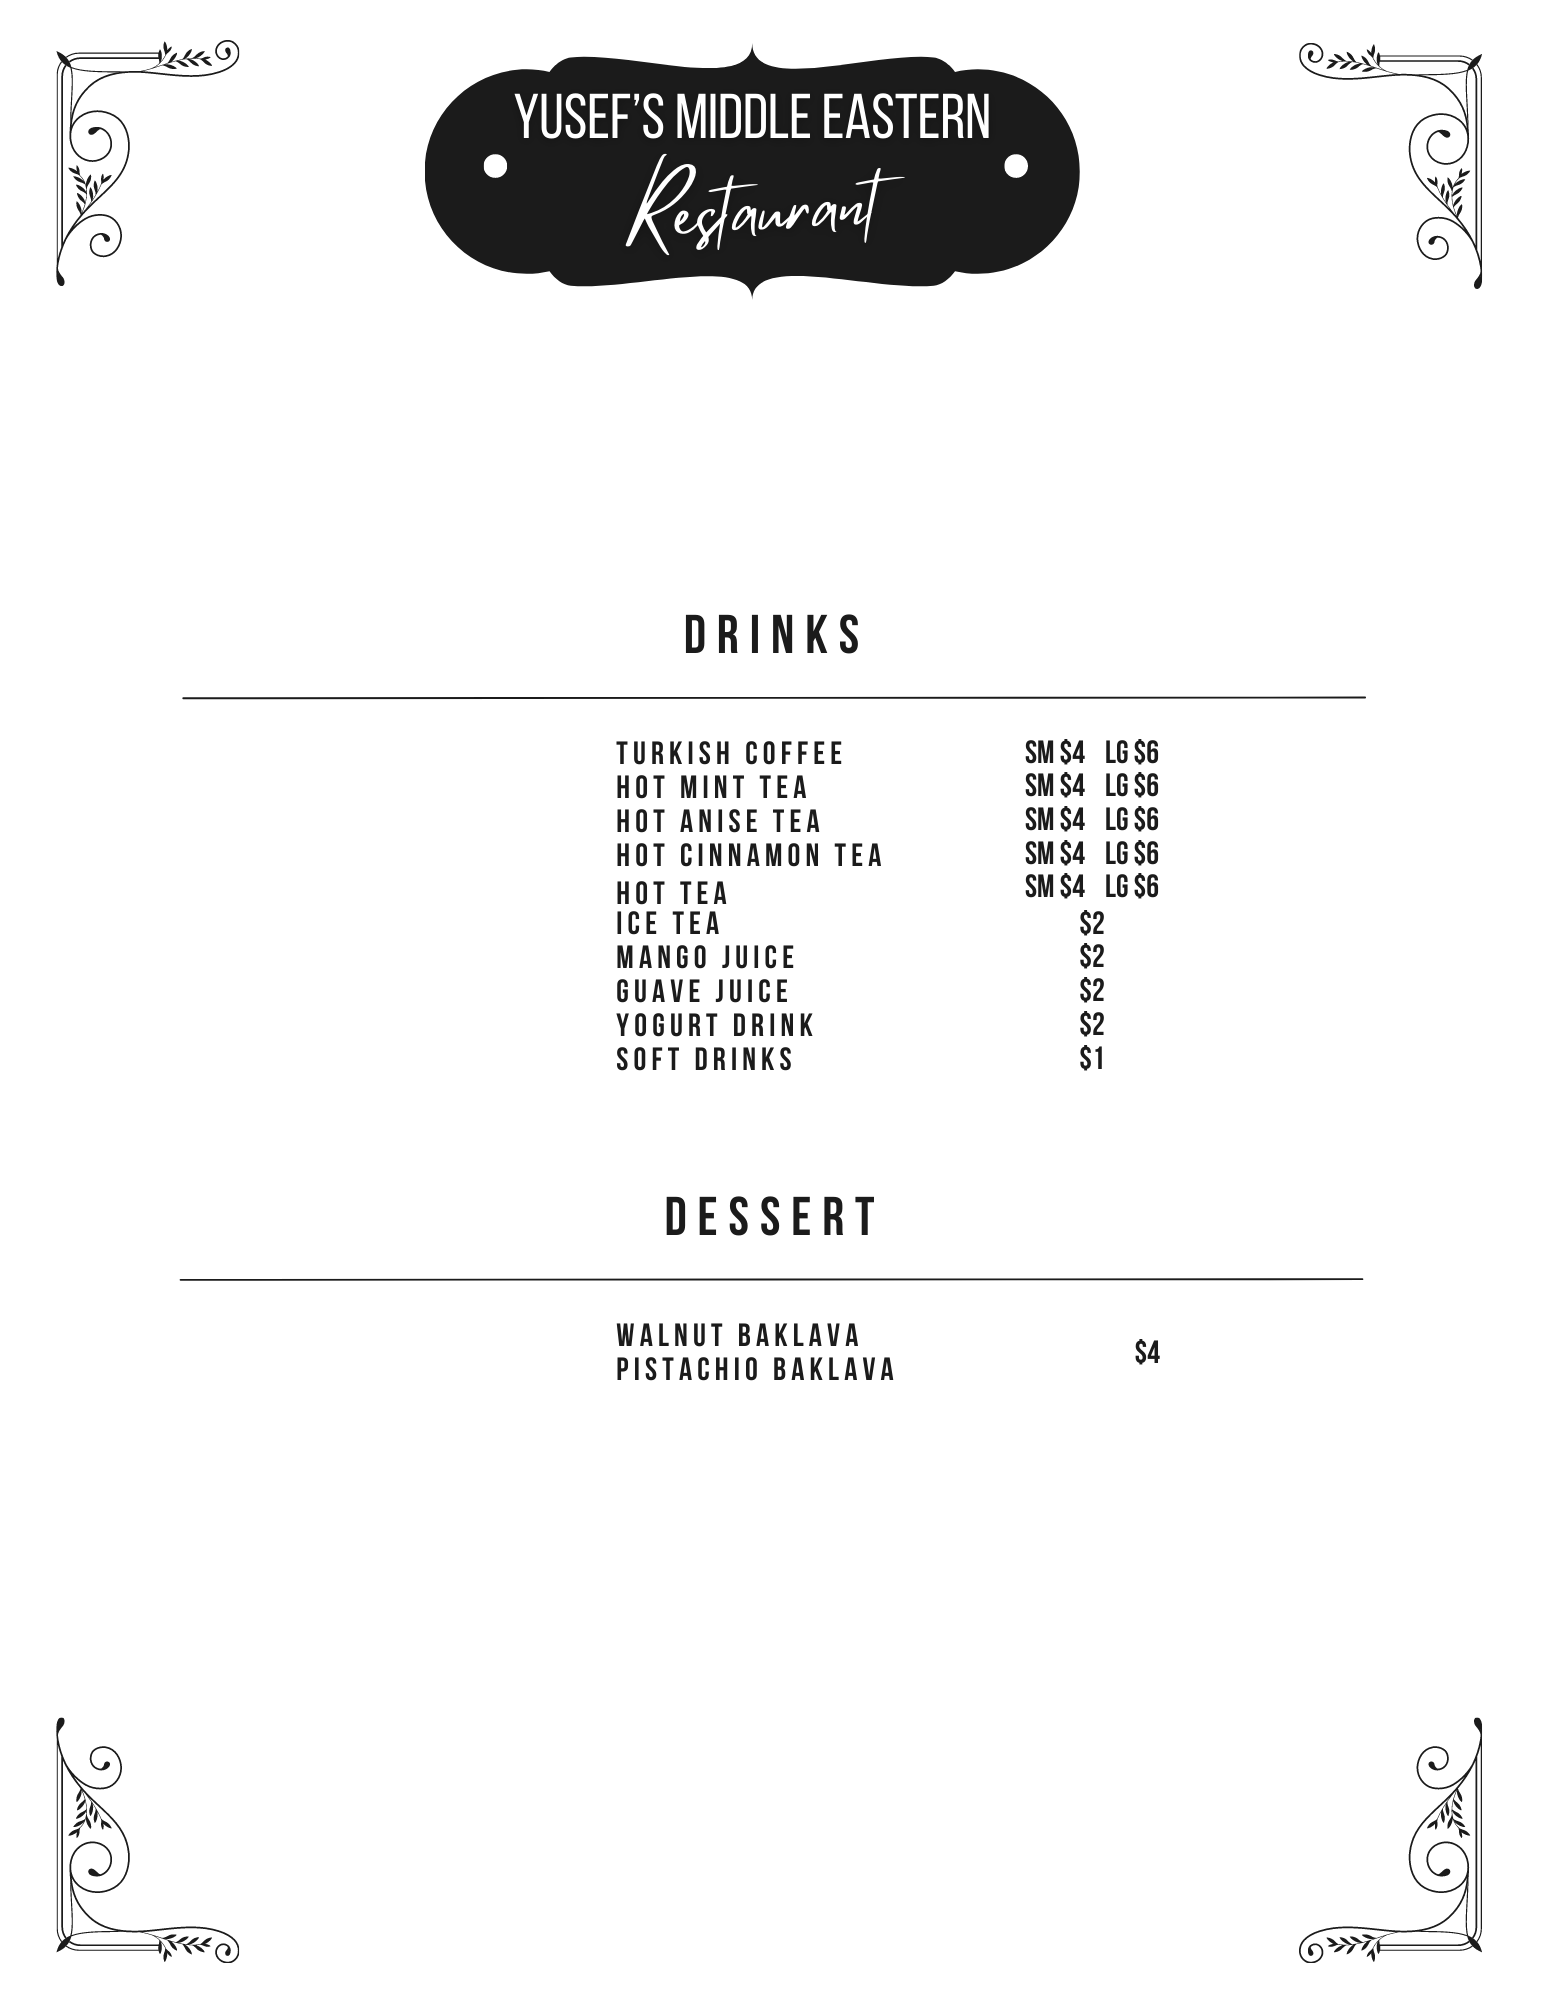 YUSEF'S MIDDLE EASTERN
Restaurant
DRINKS
TURKISH COFFEE SM $4 LG $6
HOT MINT TEA SM $4 LG $6
HOT ANISE TEA SM $4 LG $6
HOT CINNAMON TEA SM $4 LG $6
HOT TEA SM $4 LG $6
ICE TEA $2
MANGO JUICE $2
GUAVE JUICE $2
YOGURT DRINK $2
SOFT DRINKS $1
DESSERT
WALNUT BAKLAVA
$4
PISTACHIO BAKLAVA